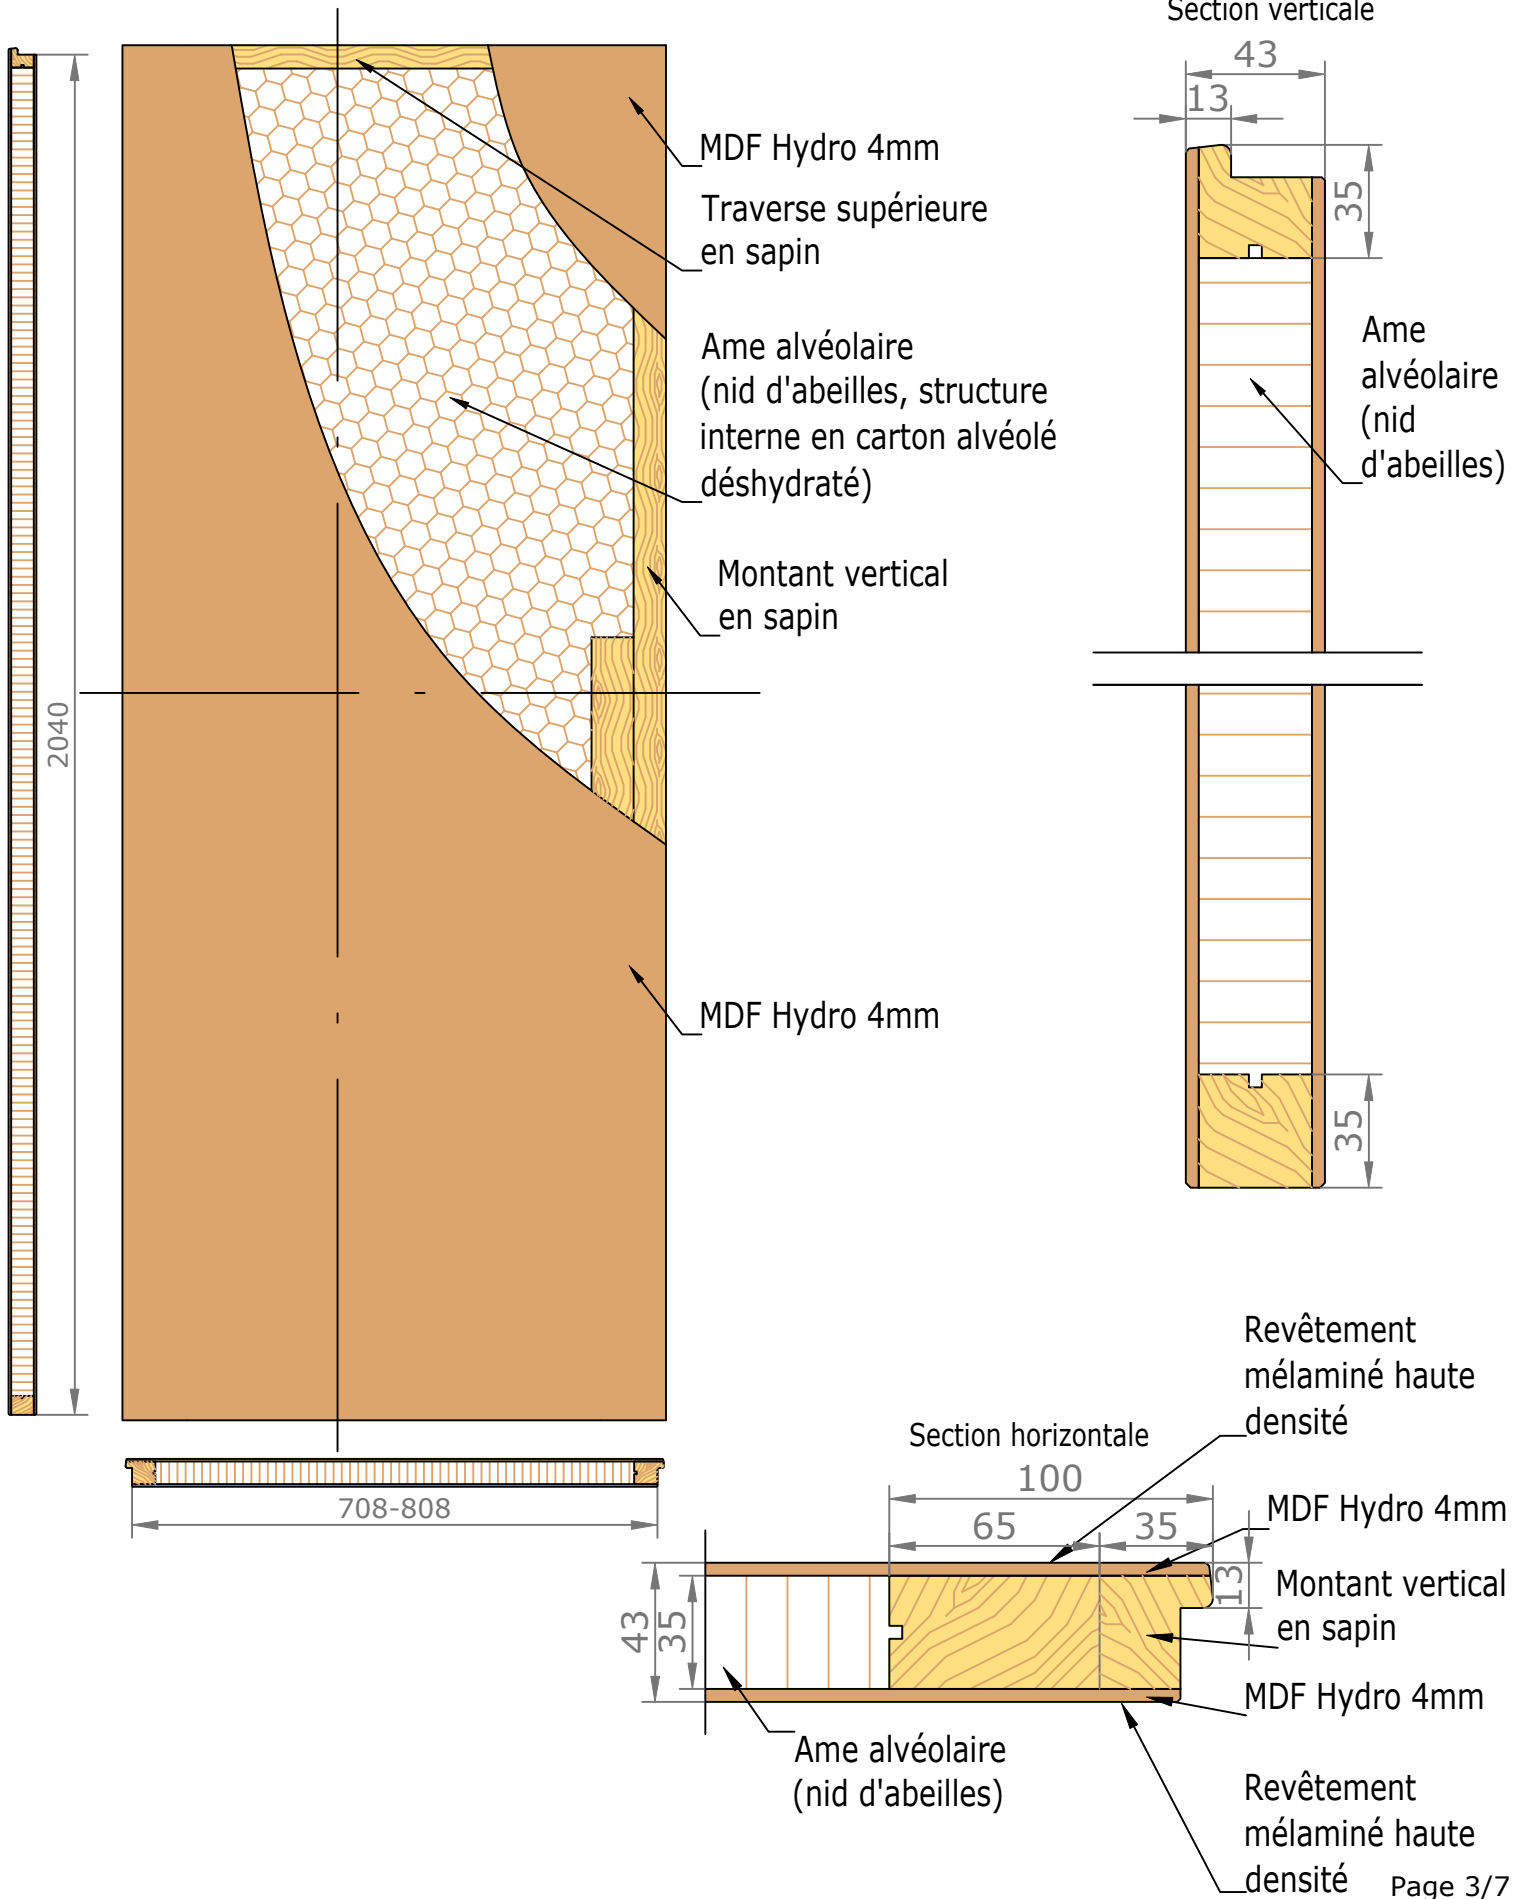 Section verticale
43
13
35
MDF Hydro 4mm
Traverse supérieure
en sapin
Ame alvéolaire
(nid d'abeilles, structure
interne en carton alvéolé
déshydraté)
Ame
alvéolaire
(nid
d'abeilles)
Montant vertical
en sapin
2040
MDF Hydro 4mm
35
708-808
Section horizontale
Revêtement
mélaminé haute
densité
100
65
35
MDF Hydro 4mm
13
Montant vertical
en sapin
43
35
MDF Hydro 4mm
Ame alvéolaire
(nid d'abeilles)
Revêtement
mélaminé haute
densité
Page 3/7